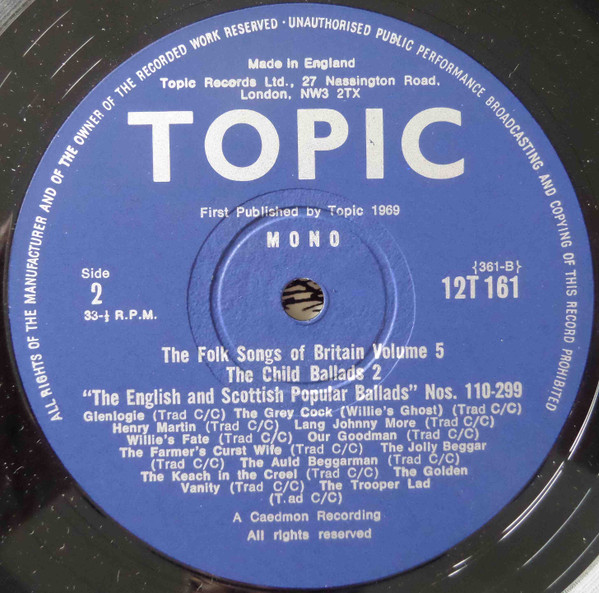 ALL RIGHTS OF THE MANUFACTURER AND OF THE OWNER OF THE RECORDED WORK RESERVED · UNAUTHORISED PUBLIC PERFORMANCE BROADCASTING AND COPYING OF THIS RECORD PROHIBITED
Made in England
Topic Records Ltd., 27 Nassington Road.
London, NW3 2TX
TOPIC
First Published by Topic 1969
MONO
Side
2
33-⅓ R.P.M.
{361-B}
12T 161
The Folk Songs of Britain Volume 5
The Child Ballads 2
"The English and Scottish Popular Ballads" Nos. 110-299
Glenlogie (Trad C/C) The Grey Cock (Willie's Ghost) (Trad C/C)
Henry Martin (Trad C/C) Lang Johnny More (Trad C/C)
Willie's Fate (Trad C/C) Our Goodman (Trad C/C)
The Farmer's Curst Wife (Trad C/C) The Jolly Beggar
(Trad C/C) The Auld Beggarman (Trad C/C)
The Keach in the Creel (Trad C/C) The Golden
Vanity (Trad C/C) The Trooper Lad
(T.ad C/C)
A Caedmon Recording
All rights reserved